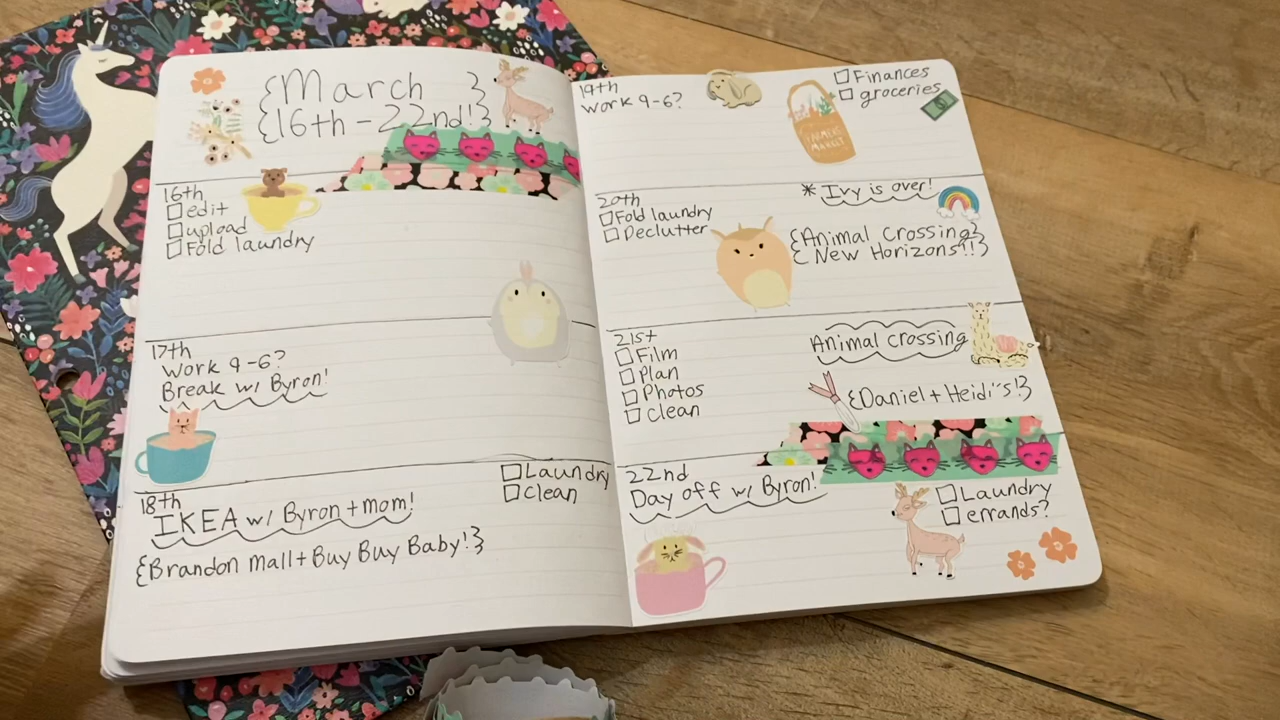 {March }
{16th - 22nd!}
16th
edit
upload
Fold laundry
17th
Work 9-6?
Break w/ Byron!
18th
Laundry
clean
IKEA w/ Byron + mom!
{Brandon mall + Buy Buy Baby!}
19th
Work 9-6?
Finances
groceries
FARMERS
MARKET
20th
Fold laundry
Declutter
* Ivy is over!
{Animal Crossing}
{New Horizons!!}
21st
Film
Plan
Photos
clean
Animal crossing
{Daniel + Heidi's!}
22nd
Day off w/ Byron!
Laundry
errands?